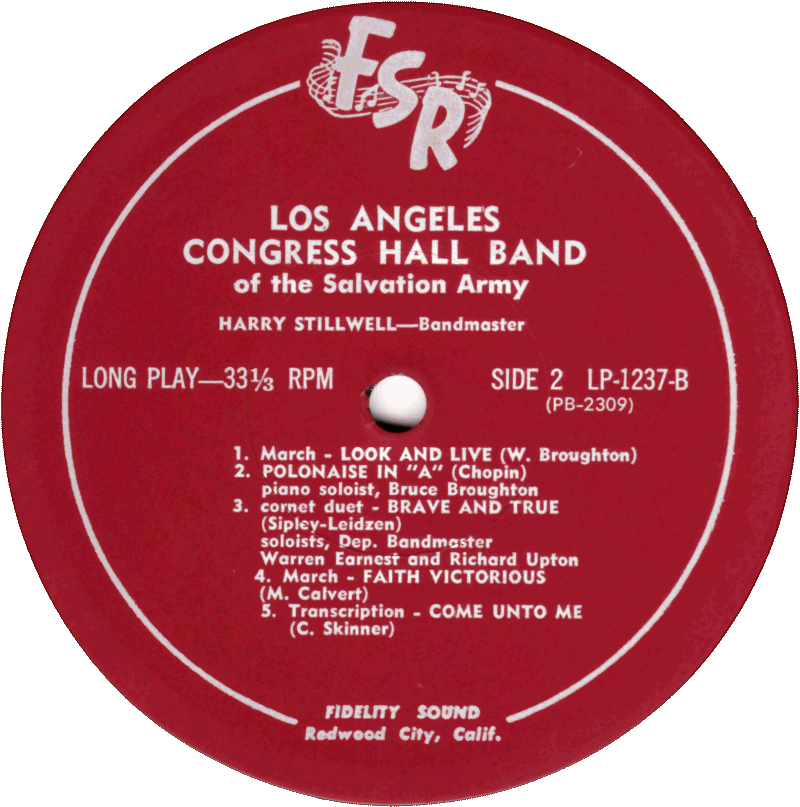 FSR
LOS ANGELES
CONGRESS HALL BAND
of the Salvation Army
HARRY STILLWELL—Bandmaster
LONG PLAY—33⅓ RPM
SIDE 2 LP-1237-B
(PB-2309)
1. March - LOOK AND LIVE (W. Broughton)
2. POLONAISE IN "A" (Chopin)
piano soloist, Bruce Broughton
3. cornet duet - BRAVE AND TRUE
(Sipley-Leidzen)
soloists, Dep. Bandmaster
Warren Earnest and Richard Upton
4. March - FAITH VICTORIOUS
(M. Calvert)
5. Transcription - COME UNTO ME
(C. Skinner)
FIDELITY SOUND
Redwood City, Calif.